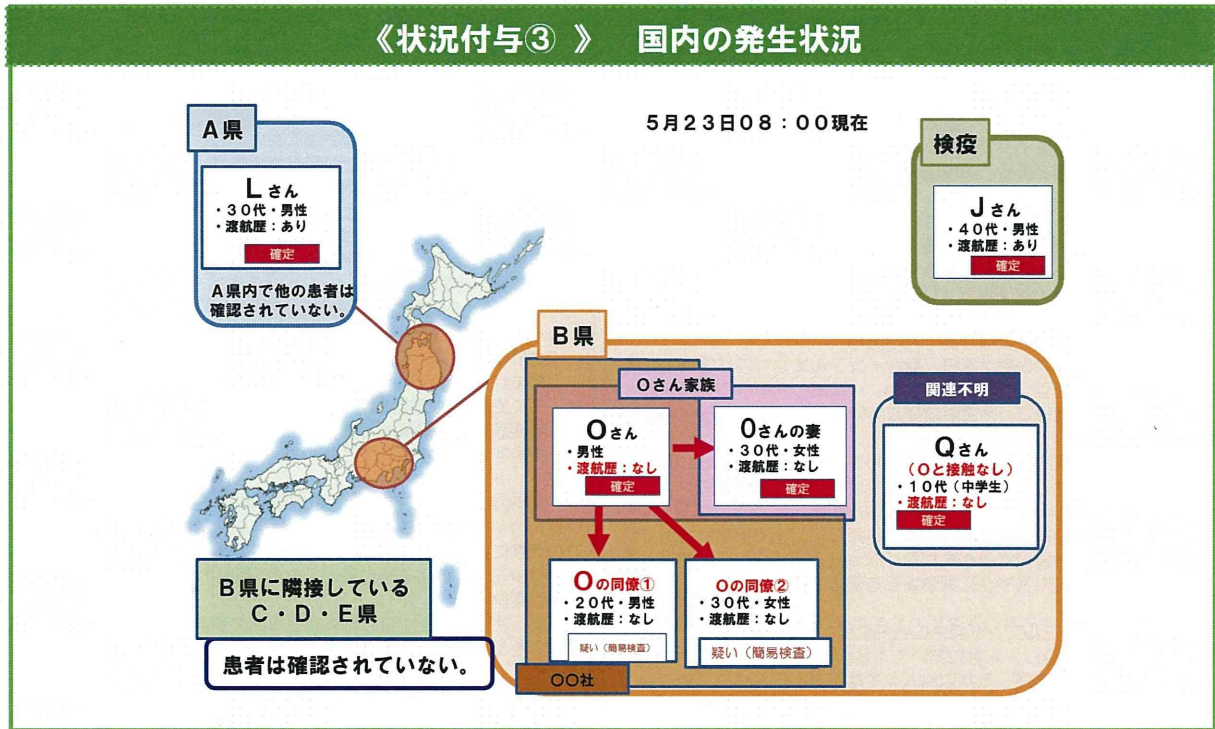 《状況付与③ 》　国内の発生状況
５月２３日０８：００現在
Ａ県
Ｌさん
・３０代・男性
・渡航歴：あり
確定
Ａ県内で他の患者は
確認されていない。
検疫
Ｊさん
・４０代・男性
・渡航歴：あり
確定
Ｂ県
Ｏさん家族
Ｏさん
・男性
・渡航歴：なし
確定
Ｏさんの妻
・３０代・女性
・渡航歴：なし
確定
関連不明
Ｑさん
（Ｏと接触なし）
・１０代（中学生）
・渡航歴：なし
確定
Ｏの同僚①
・２０代・男性
・渡航歴：なし
疑い（簡易検査）
Ｏの同僚②
・３０代・女性
・渡航歴：なし
疑い（簡易検査）
〇〇社
Ｂ県に隣接している
Ｃ・Ｄ・Ｅ県
患者は確認されていない。